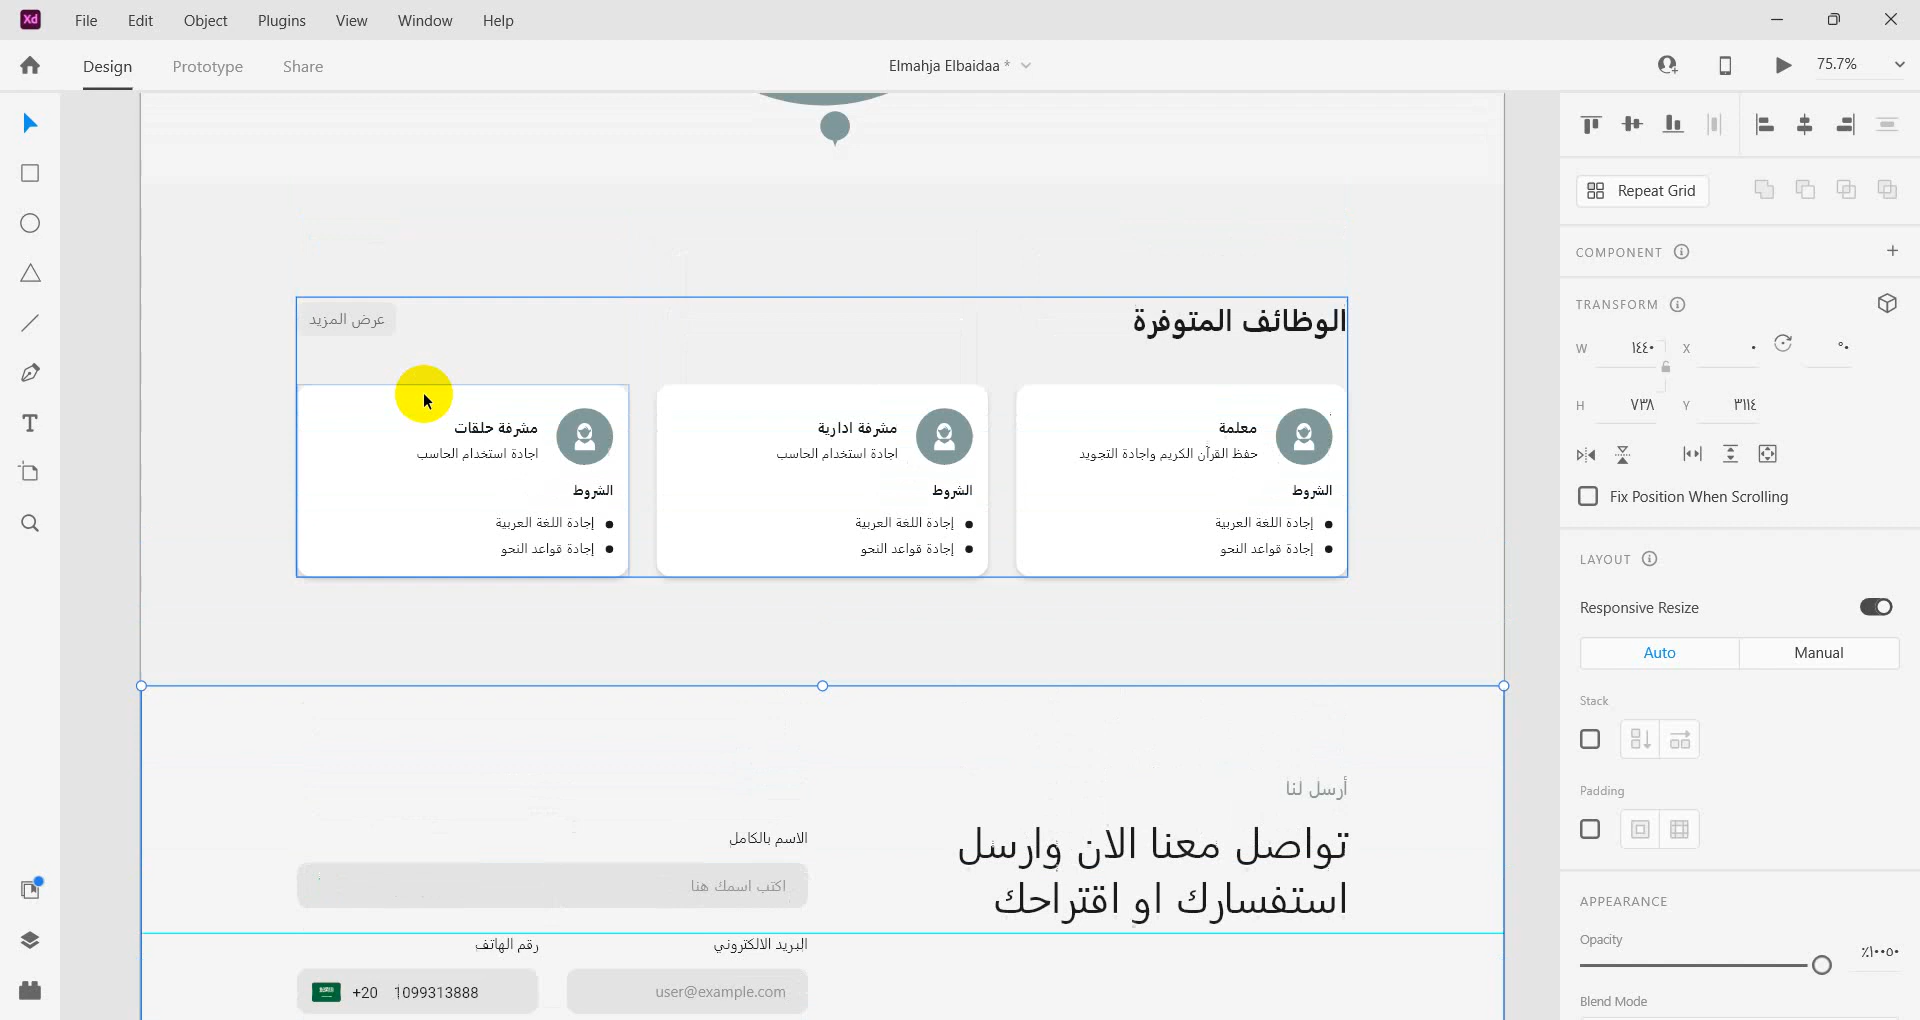 Xd File Edit Object Plugins View Window Help
Design Prototype Share
Elmahja Elbaidaa *
75.7%
Repeat Grid
COMPONENT
TRANSFORM
W ١٤٤٠ X ٠ ٠°
H ٧٣٨ Y ٣١١٤
Fix Position When Scrolling
LAYOUT
Responsive Resize
Auto Manual
Stack
Padding
APPEARANCE
Opacity
Blend Mode
الوظائف المتوفرة
عرض المزيد
معلمة
حفظ القرآن الكريم واجادة التجويد
الشروط
إجادة اللغة العربية
إجادة قواعد النحو
مشرفة ادارية
اجادة استخدام الحاسب
الشروط
إجادة اللغة العربية
إجادة قواعد النحو
مشرفة حلقات
اجادة استخدام الحاسب
الشروط
إجادة اللغة العربية
إجادة قواعد النحو
أرسل لنا
تواصل معنا الان وارسل
استفسارك او اقتراحك
الاسم بالكامل
اكتب اسمك هنا
البريد الالكتروني
user@example.com
رقم الهاتف
+20 1099313888